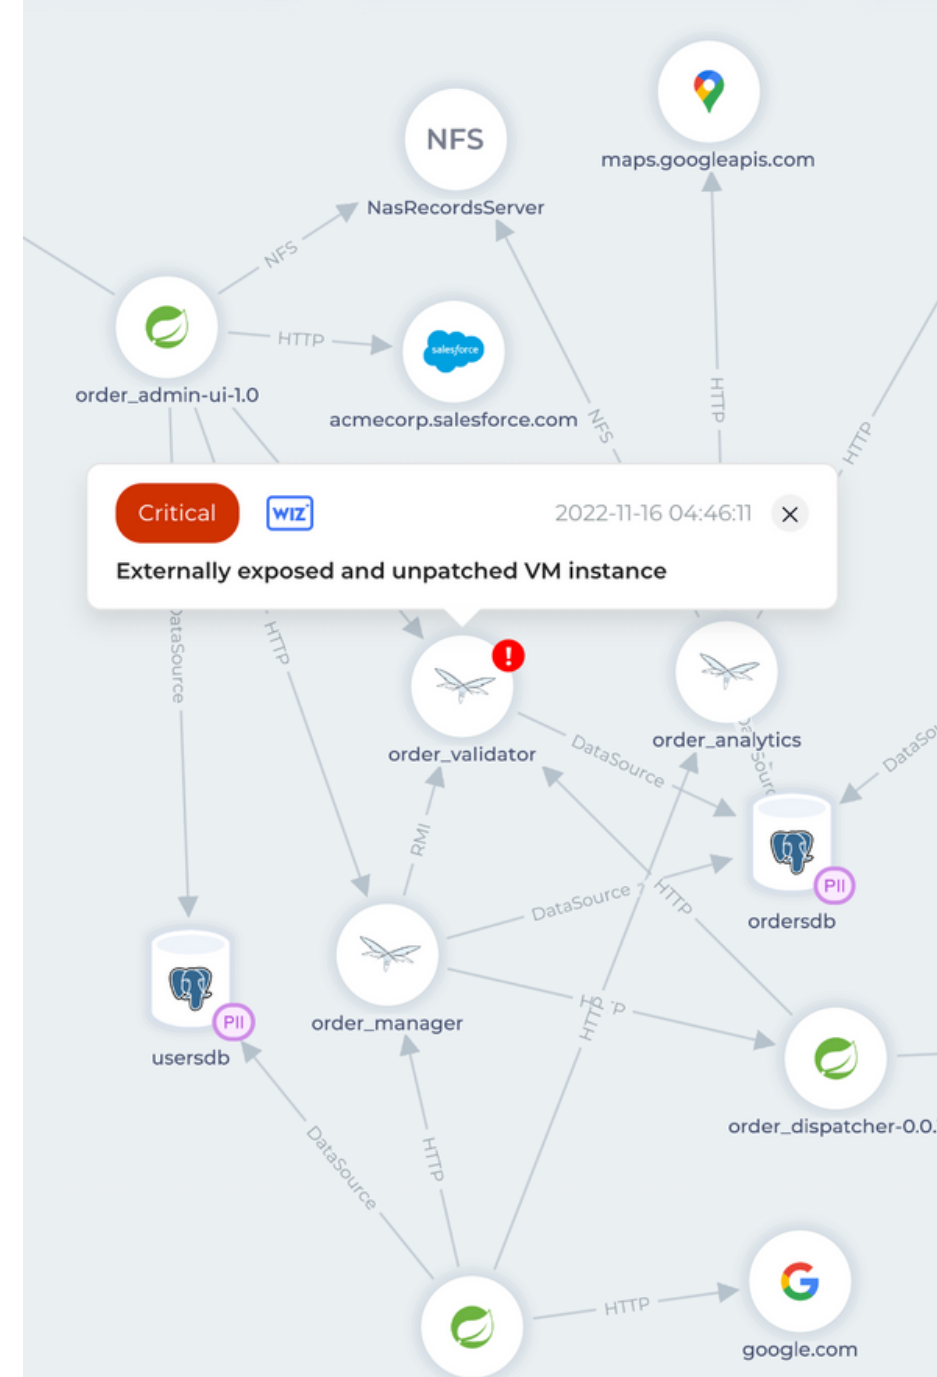 NFS
maps.googleapis.com
NasRecordsServer
NFS
HTTP
salesforce
order_admin-ui-1.0
acmecorp.salesforce.com
HTTP
NFS
HTTP
Critical
WIZ
2022-11-16 04:46:11
Externally exposed and unpatched VM instance
DataSource
HTTP
order_validator
order_analytics
DataSource
RMI
DataSource
HTTP
PII
ordersdb
order_manager
PII
usersdb
HTTP
order_dispatcher-0.0.
DataSource
HTTP
HTTP
G
google.com